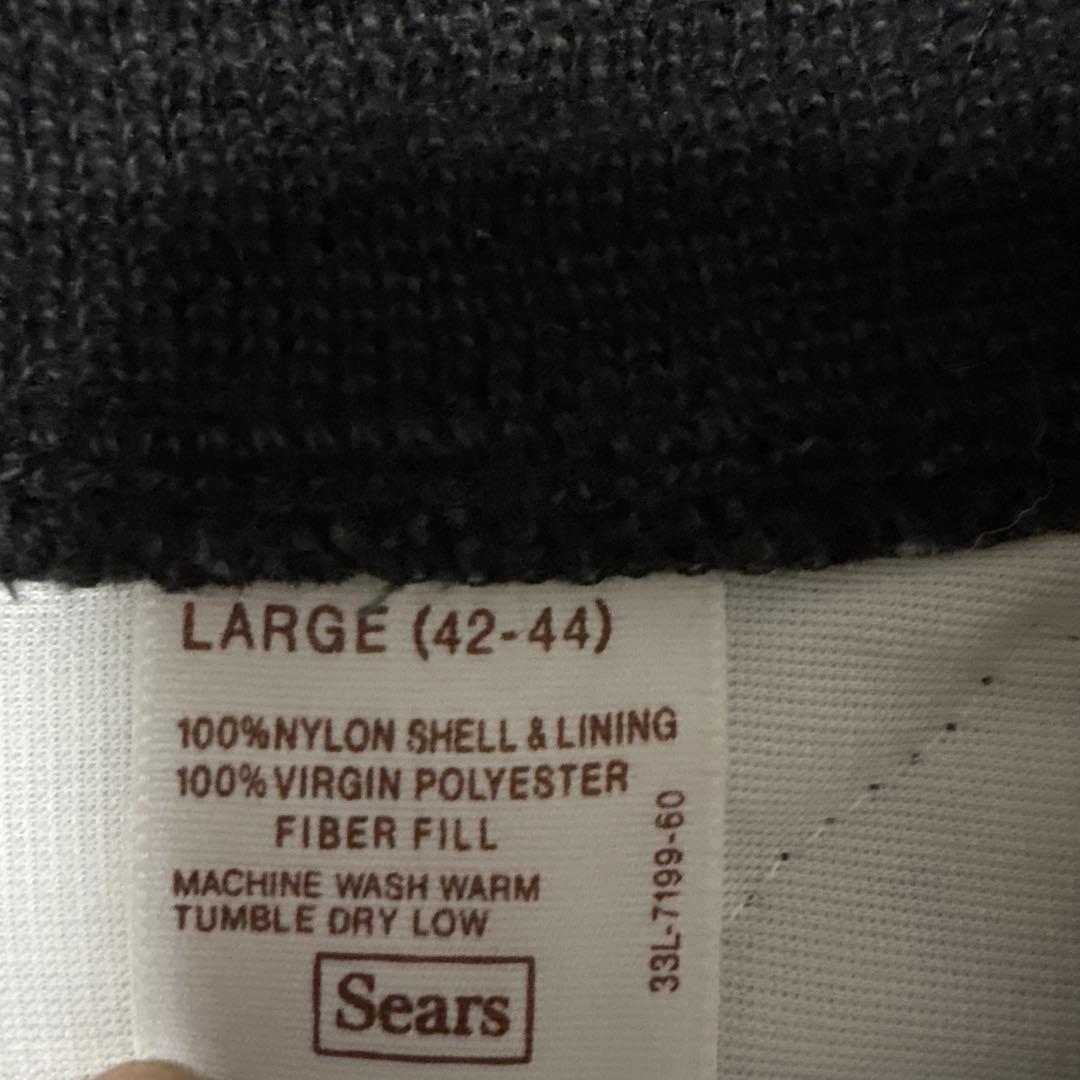 LARGE (42-44)
100% NYLON SHELL & LINING
100% VIRGIN POLYESTER
FIBER FILL
MACHINE WASH WARM
TUMBLE DRY LOW
Sears
33L-7199-60